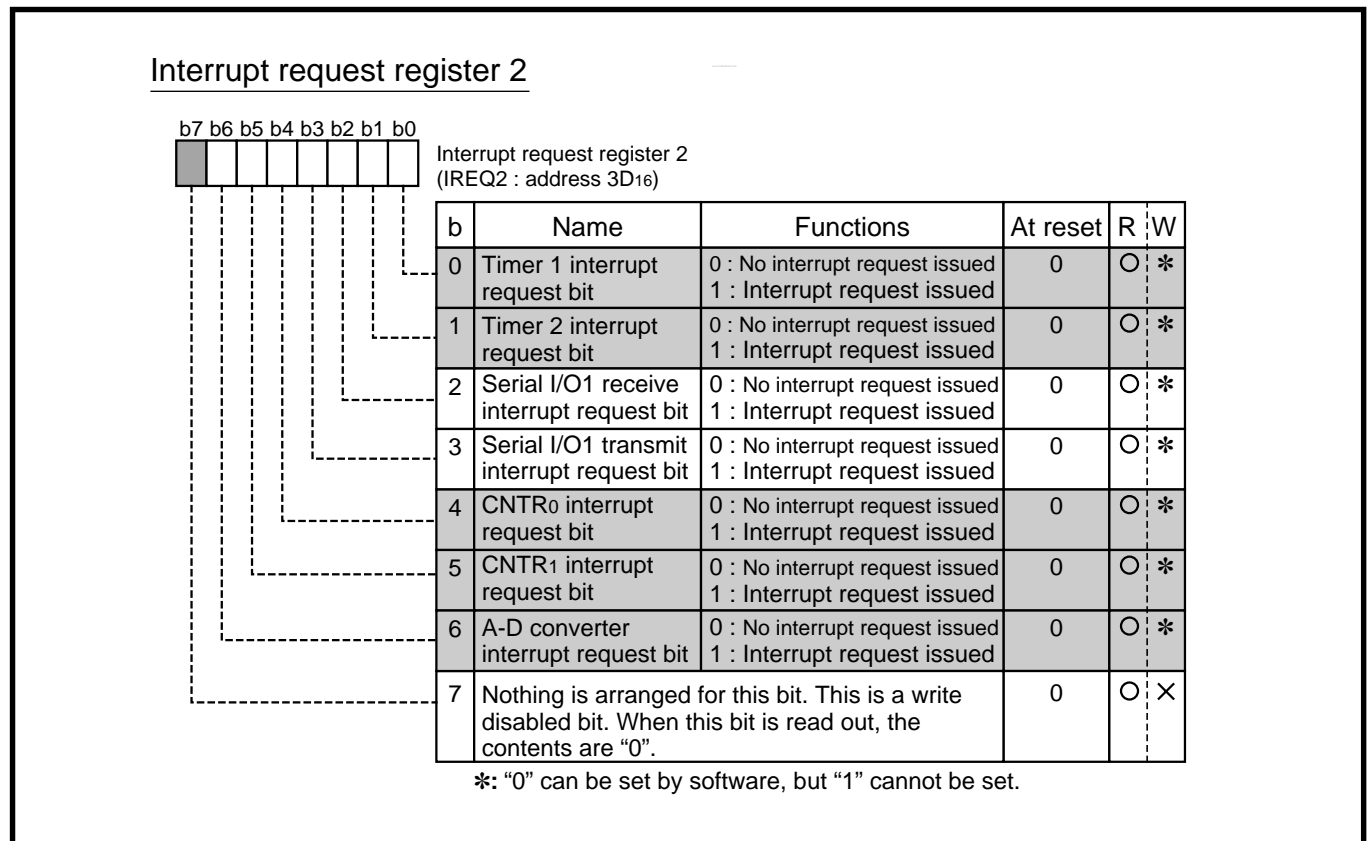 Interrupt request register 2
b7 b6 b5 b4 b3 b2 b1 b0
Interrupt request register 2
(IREQ2 : address 3D16)
b Name Functions At reset R W
0 Timer 1 interrupt request bit 0 : No interrupt request issued 1 : Interrupt request issued 0 O ✻
1 Timer 2 interrupt request bit 0 : No interrupt request issued 1 : Interrupt request issued 0 O ✻
2 Serial I/O1 receive interrupt request bit 0 : No interrupt request issued 1 : Interrupt request issued 0 O ✻
3 Serial I/O1 transmit interrupt request bit 0 : No interrupt request issued 1 : Interrupt request issued 0 O ✻
4 CNTR0 interrupt request bit 0 : No interrupt request issued 1 : Interrupt request issued 0 O ✻
5 CNTR1 interrupt request bit 0 : No interrupt request issued 1 : Interrupt request issued 0 O ✻
6 A-D converter interrupt request bit 0 : No interrupt request issued 1 : Interrupt request issued 0 O ✻
7 Nothing is arranged for this bit. This is a write 0 O ×
disabled bit. When this bit is read out, the
contents are “0”.
✻: “0” can be set by software, but “1” cannot be set.